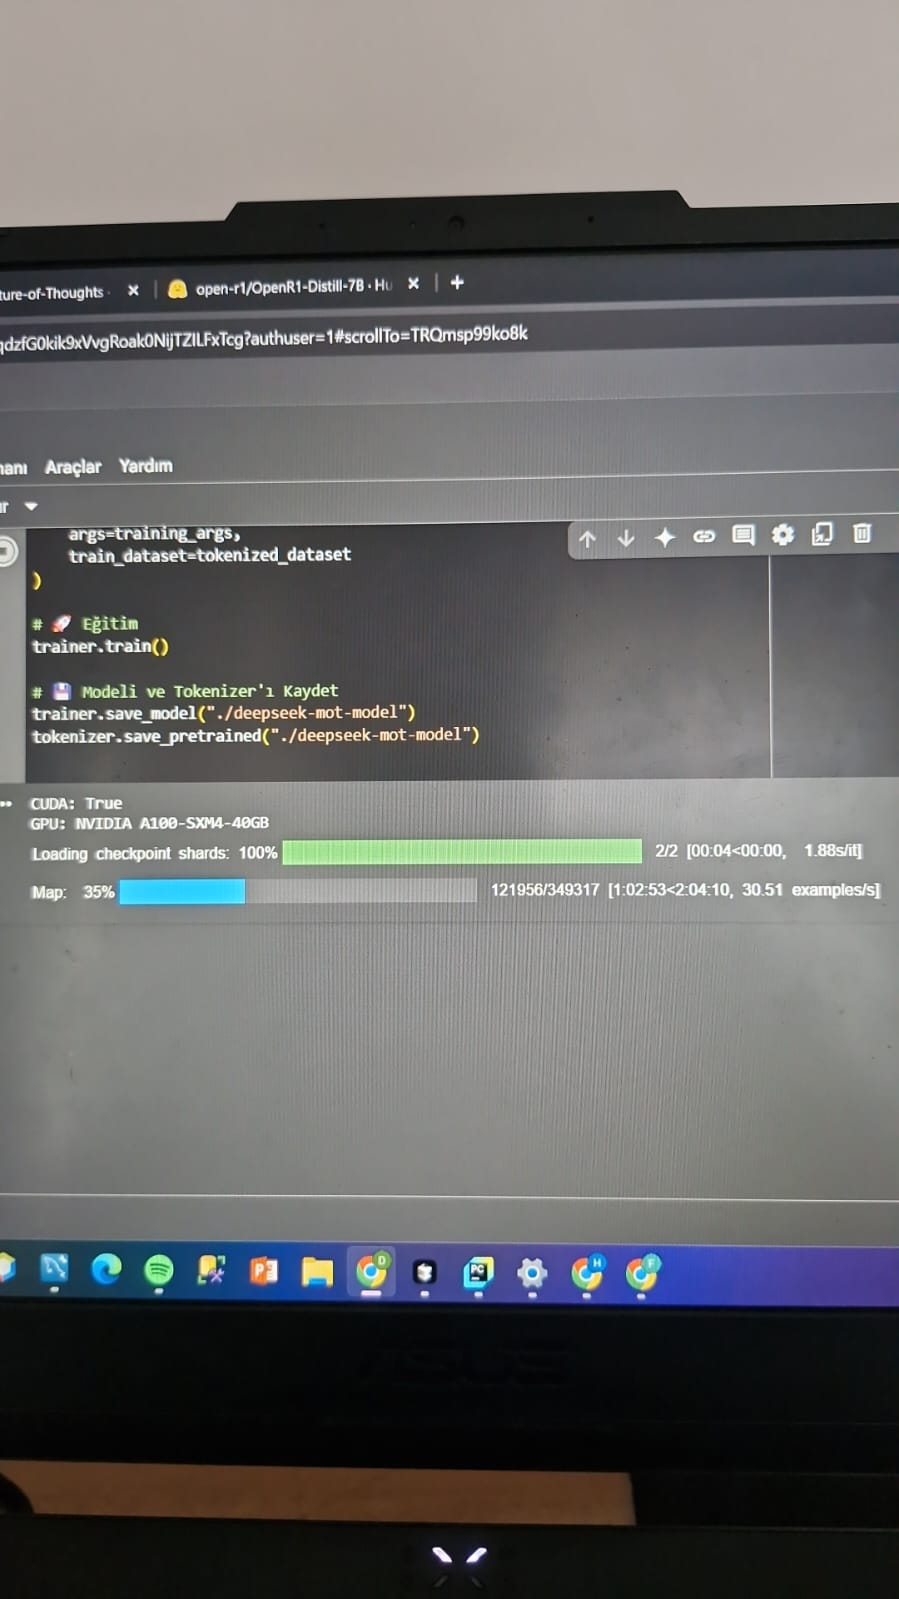 ture-of-Thoughts
open-r1/OpenR1-Distill-7B · Hu
qdzfG0kik9xVvgRoak0NijTZILFxTcg?authuser=1#scrollTo=TRQmsp99ko8k
manı Araçlar Yardım
r
args=training_args,
train_dataset=tokenized_dataset
)
# 🚀 Eğitim
trainer.train()
# 💾 Modeli ve Tokenizer'ı Kaydet
trainer.save_model("./deepseek-mot-model")
tokenizer.save_pretrained("./deepseek-mot-model")
CUDA: True
GPU: NVIDIA A100-SXM4-40GB
Loading checkpoint shards: 100% 2/2 [00:04<00:00, 1.88s/it]
Map: 35% 121956/349317 [1:02:53<2:04:10, 30.51 examples/s]
D
PC
H
F
ASUS